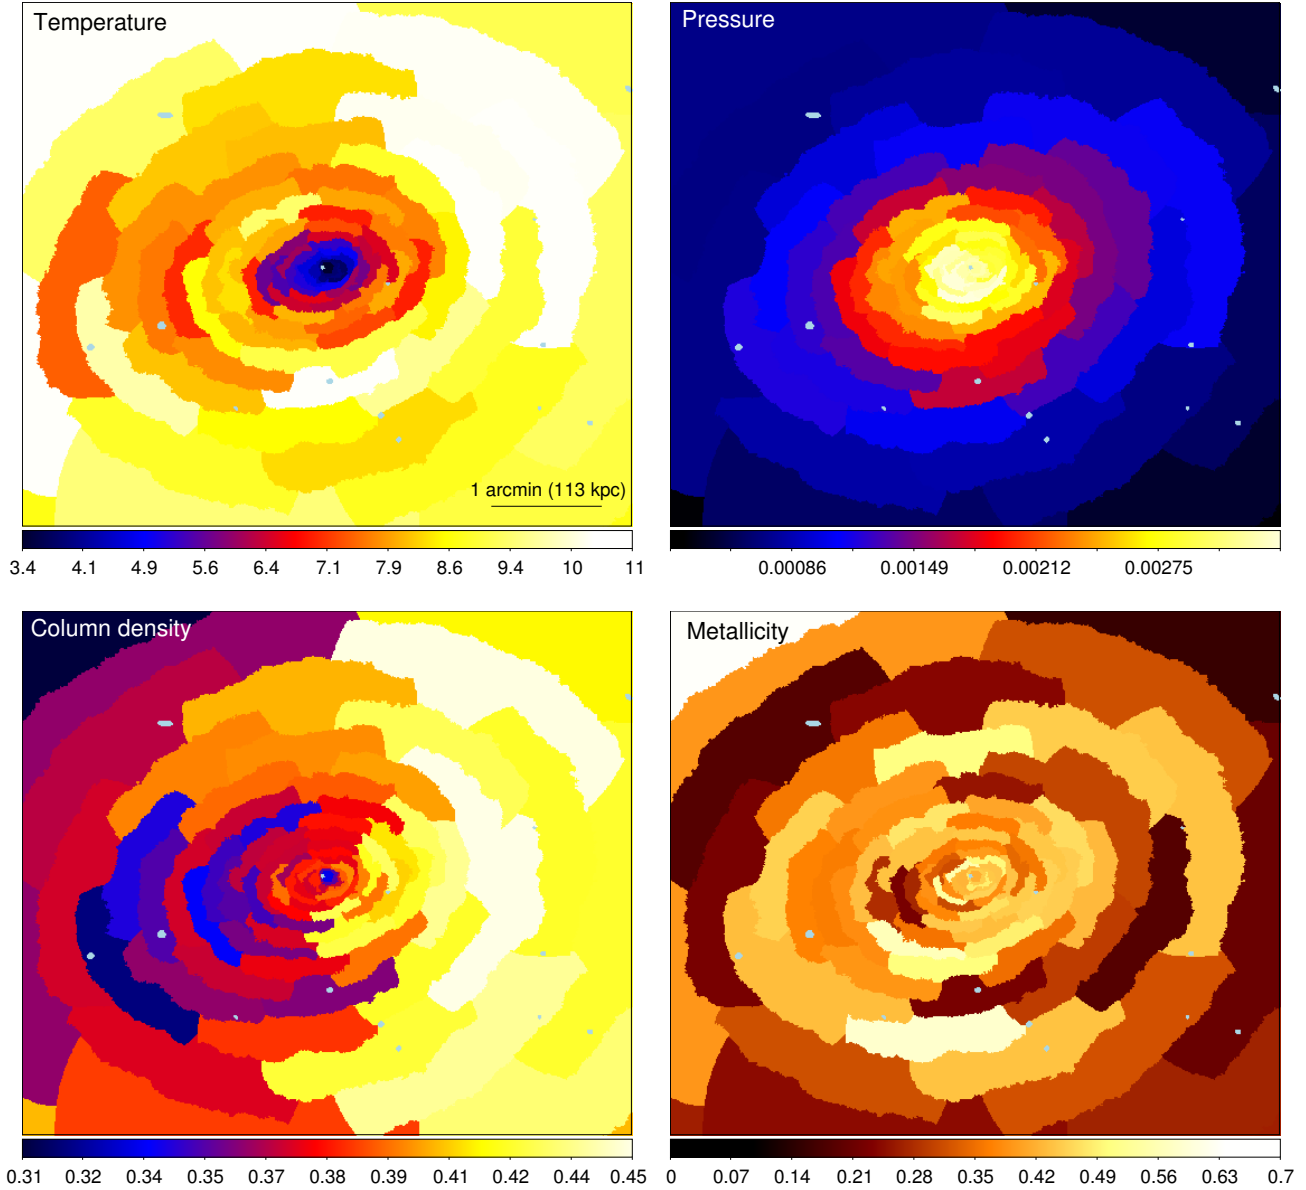 Temperature
Pressure
1 arcmin (113 kpc)
3.4 4.1 4.9 5.6 6.4 7.1 7.9 8.6 9.4 10 11
0.00086 0.00149 0.00212 0.00275
Column density
Metallicity
0.31 0.32 0.34 0.35 0.37 0.38 0.39 0.41 0.42 0.44 0.45
0 0.07 0.14 0.21 0.28 0.35 0.42 0.49 0.56 0.63 0.7